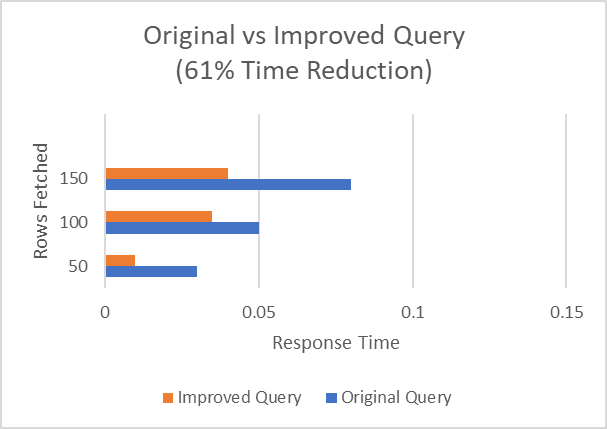 Original vs Improved Query
(61% Time Reduction)
Rows Fetched
150
100
50
0 0.05 0.1 0.15
Response Time
Improved Query Original Query